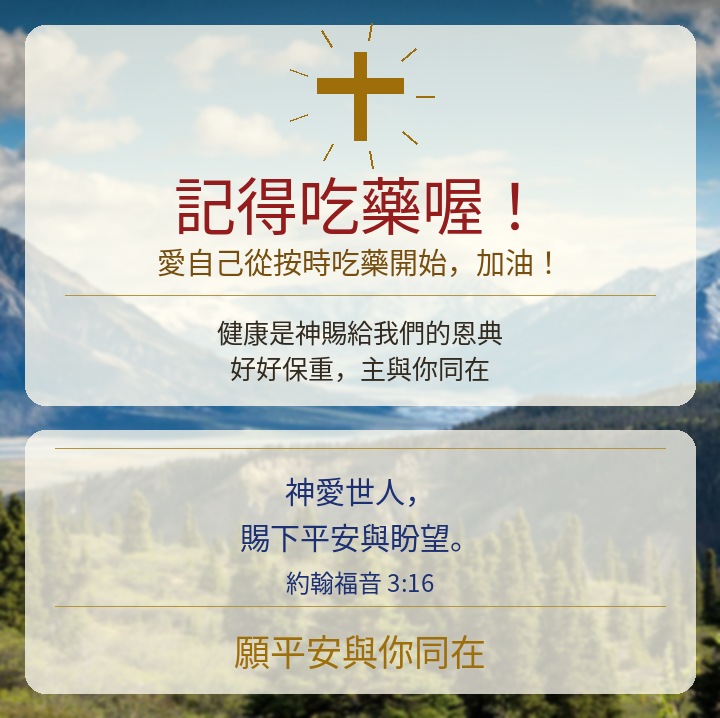 記得吃藥喔！
愛自己從按時吃藥開始，加油！
健康是神賜給我們的恩典
好好保重，主與你同在
神愛世人，
賜下平安與盼望。
約翰福音 3:16
願平安與你同在